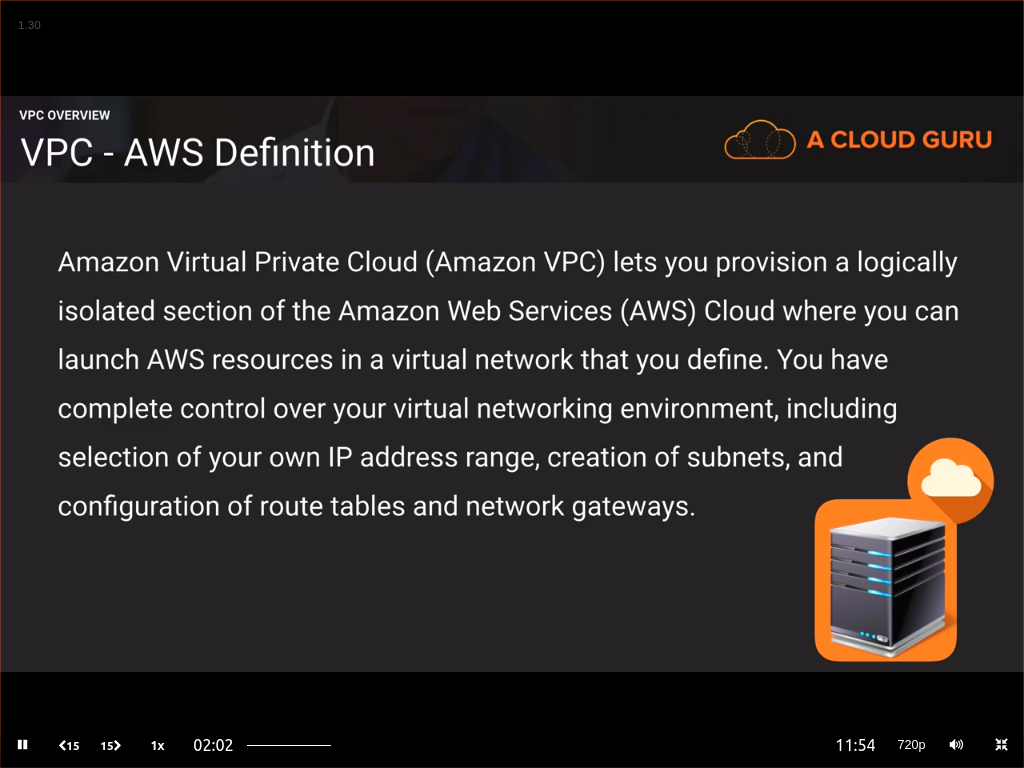 1.30
VPC OVERVIEW
VPC - AWS Definition
A CLOUD GURU
Amazon Virtual Private Cloud (Amazon VPC) lets you provision a logically
isolated section of the Amazon Web Services (AWS) Cloud where you can
launch AWS resources in a virtual network that you define. You have
complete control over your virtual networking environment, including
selection of your own IP address range, creation of subnets, and
configuration of route tables and network gateways.
15 15 1x 02:02 11:54 720p